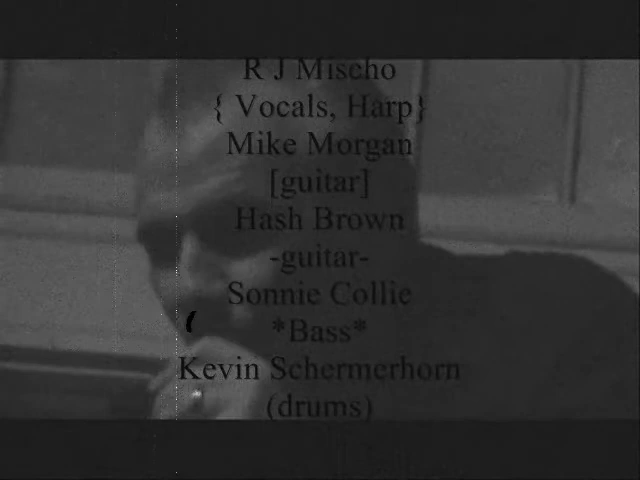 R J Mischo
{ Vocals, Harp}
Mike Morgan
[guitar]
Hash Brown
-guitar-
Sonnie Collie
*Bass*
Kevin Schermerhorn
(drums)